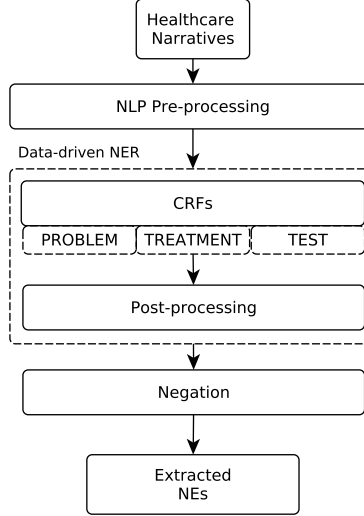 Healthcare
Narratives
NLP Pre-processing
Data-driven NER
CRFs
PROBLEM TREATMENT TEST
Post-processing
Negation
Extracted
NEs